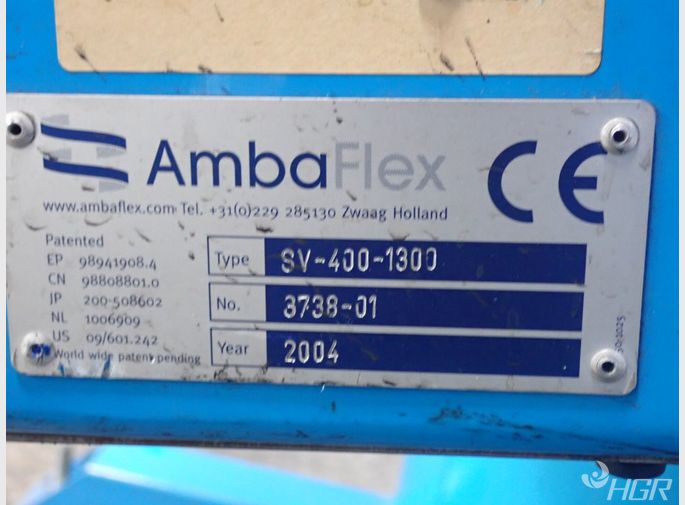 AmbaFlex CE
www.ambaflex.com Tel. +31(0)229 285130 Zwaag Holland
Patented
EP 98941908.4
CN 98808801.0
JP 200-508602
NL 1006909
US 09/601.242
World wide patent pending
Type SV-400-1300
No. 3738-01
Year 2004
50-1025
HGR